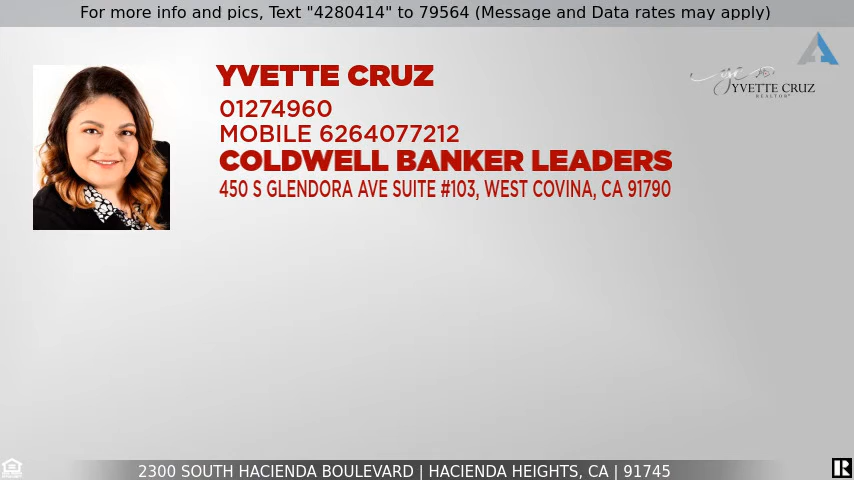 For more info and pics, Text "4280414" to 79564 (Message and Data rates may apply)
YVETTE CRUZ
01274960
MOBILE 6264077212
COLDWELL BANKER LEADERS
450 S GLENDORA AVE SUITE #103, WEST COVINA, CA 91790
YVETTE CRUZ
REALTOR®
2300 SOUTH HACIENDA BOULEVARD | HACIENDA HEIGHTS, CA | 91745